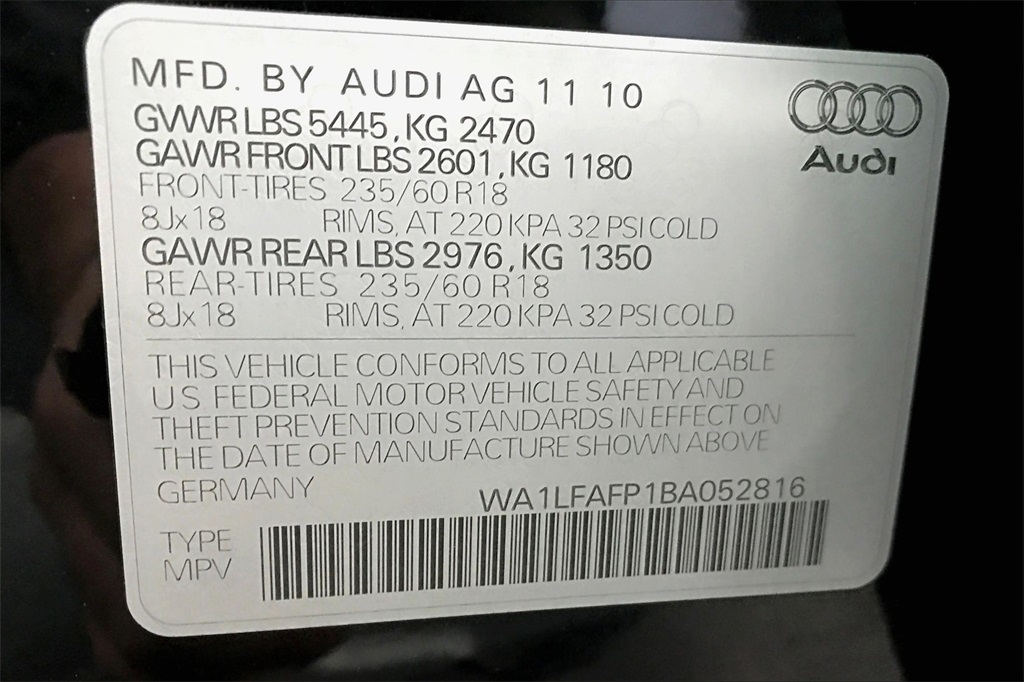 MFD. BY AUDI AG 11 10
GVWR LBS 5445, KG 2470
GAWR FRONT LBS 2601, KG 1180
FRONT-TIRES 235/60 R18
8Jx18 RIMS, AT 220 KPA 32 PSI COLD
GAWR REAR LBS 2976, KG 1350
REAR-TIRES 235/60 R18
8Jx18 RIMS, AT 220 KPA 32 PSI COLD
Audi
THIS VEHICLE CONFORMS TO ALL APPLICABLE
US FEDERAL MOTOR VEHICLE SAFETY AND
THEFT PREVENTION STANDARDS IN EFFECT ON
THE DATE OF MANUFACTURE SHOWN ABOVE
GERMANY WA1LFAFP1BA052816
TYPE
MPV